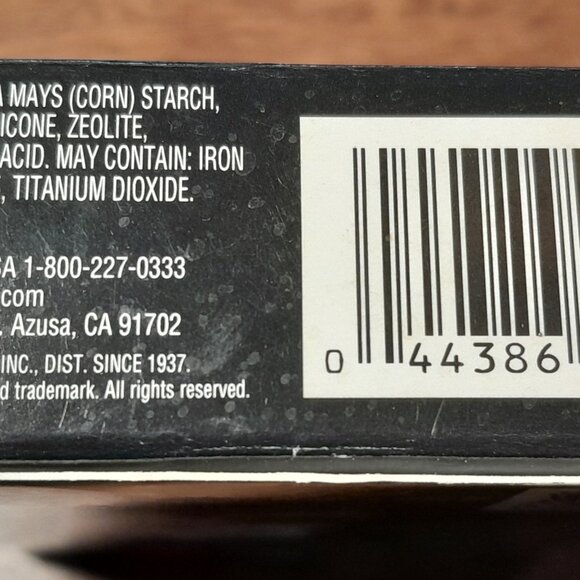 A MAYS (CORN) STARCH,
ICONE, ZEOLITE,
ACID. MAY CONTAIN: IRON
, TITANIUM DIOXIDE.
SA 1-800-227-0333
.com
. Azusa, CA 91702
INC., DIST. SINCE 1937.
d trademark. All rights reserved.
0 44386